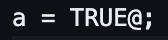 a = TRUE@;